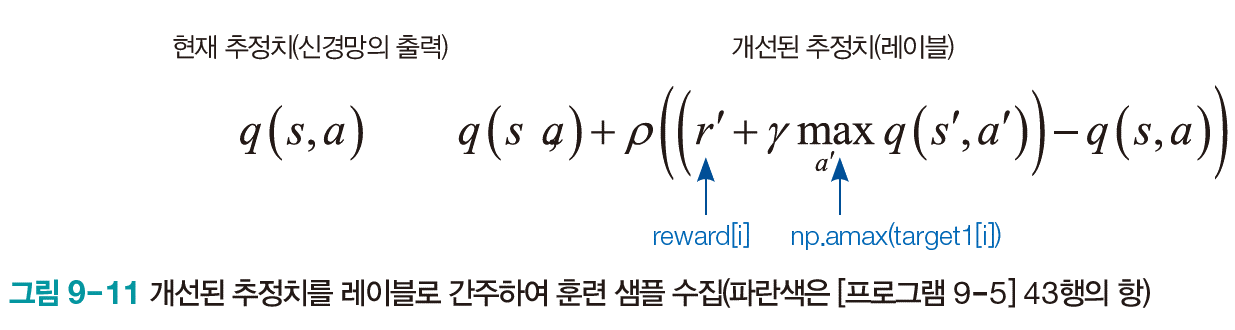 현재 추정치(신경망의 출력) 개선된 추정치(레이블)
q(s,a) q(s a,)+ρ((r′+γ max q(s′,a′))−q(s,a))
a′
reward[i] np.amax(target1[i])
그림 9-11 개선된 추정치를 레이블로 간주하여 훈련 샘플 수집(파란색은 [프로그램 9-5] 43행의 항)